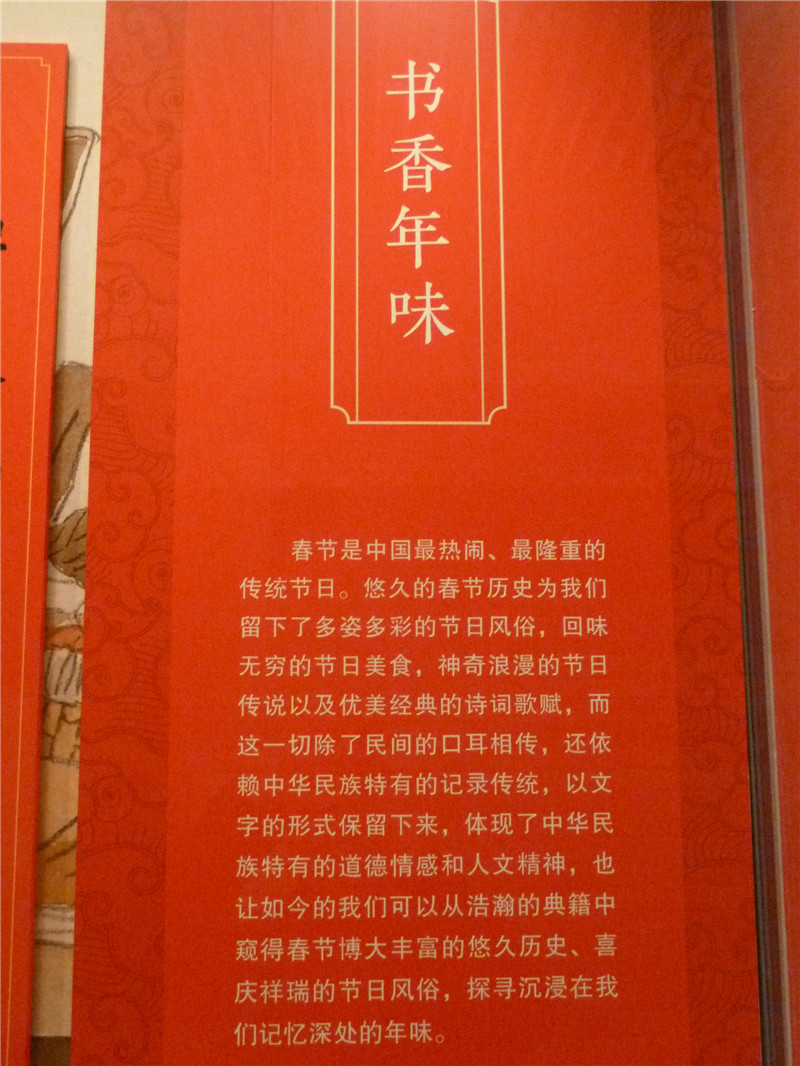 书香年味
春节是中国最热闹、最隆重的
传统节日。悠久的春节历史为我们
留下了多姿多彩的节日风俗，回味
无穷的节日美食，神奇浪漫的节日
传说以及优美经典的诗词歌赋，而
这一切除了民间的口耳相传，还依
赖中华民族特有的记录传统，以文
字的形式保留下来，体现了中华民
族特有的道德情感和人文精神，也
让如今的我们可以从浩瀚的典籍中
窥得春节博大丰富的悠久历史、喜
庆祥瑞的节日风俗，探寻沉浸在我
们记忆深处的年味。